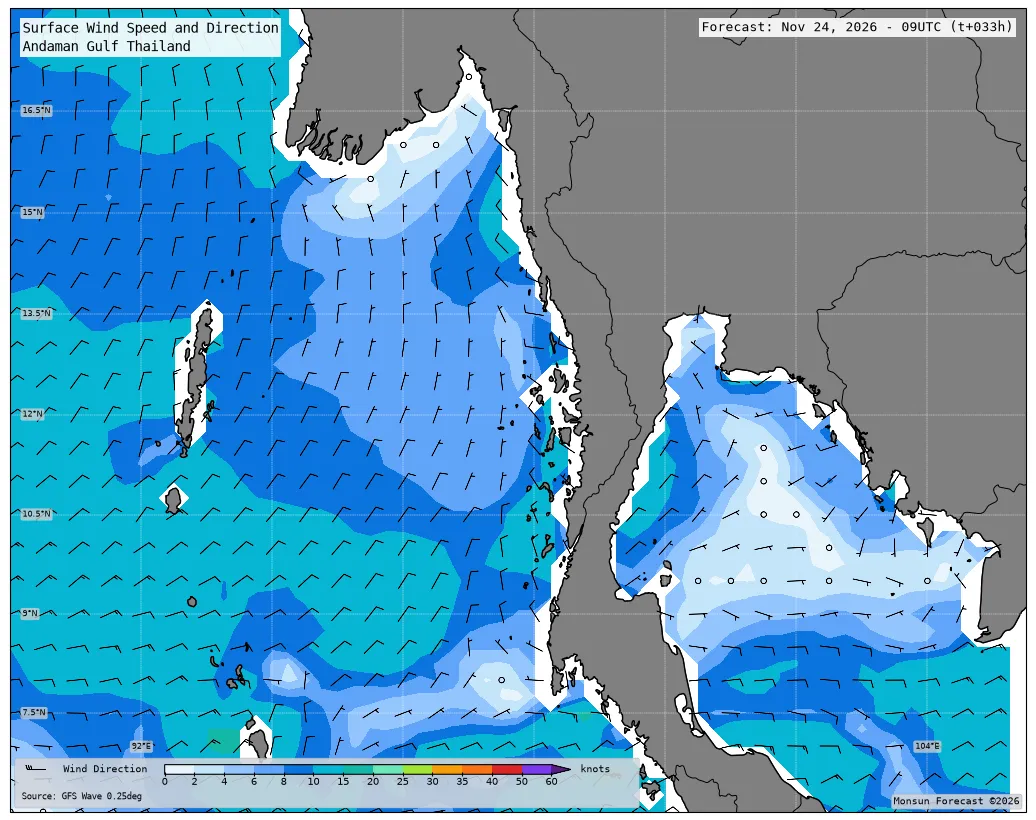 Surface Wind Speed and Direction
Andaman Gulf Thailand
Forecast: Nov 24, 2026 - 09UTC (t+033h)
16.5°N
15°N
13.5°N
12°N
10.5°N
9°N
7.5°N
92°E
104°E
Wind Direction
knots
0 2 4 6 8 10 15 20 25 30 35 40 50 60
Source: GFS Wave 0.25deg
Monsun Forecast ©2026